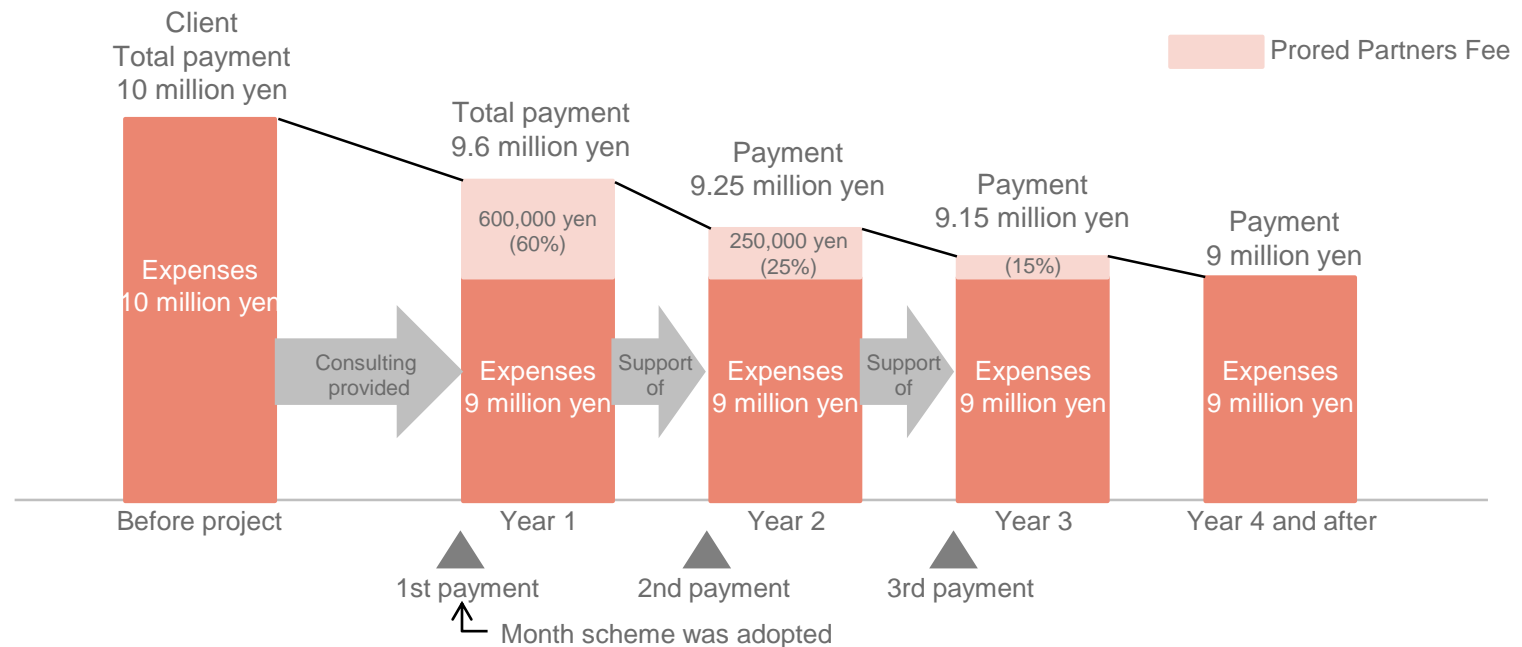 Client
Total payment
10 million yen
Prored Partners Fee
Total payment
9.6 million yen
Payment
9.25 million yen
Payment
9.15 million yen
Payment
9 million yen
600,000 yen
(60%)
250,000 yen
(25%)
(15%)
Expenses
10 million yen
Consulting
provided
Expenses
9 million yen
Support
of
Expenses
9 million yen
Support
of
Expenses
9 million yen
Expenses
9 million yen
Before project
Year 1
Year 2
Year 3
Year 4 and after
1st payment
2nd payment
3rd payment
Month scheme was adopted